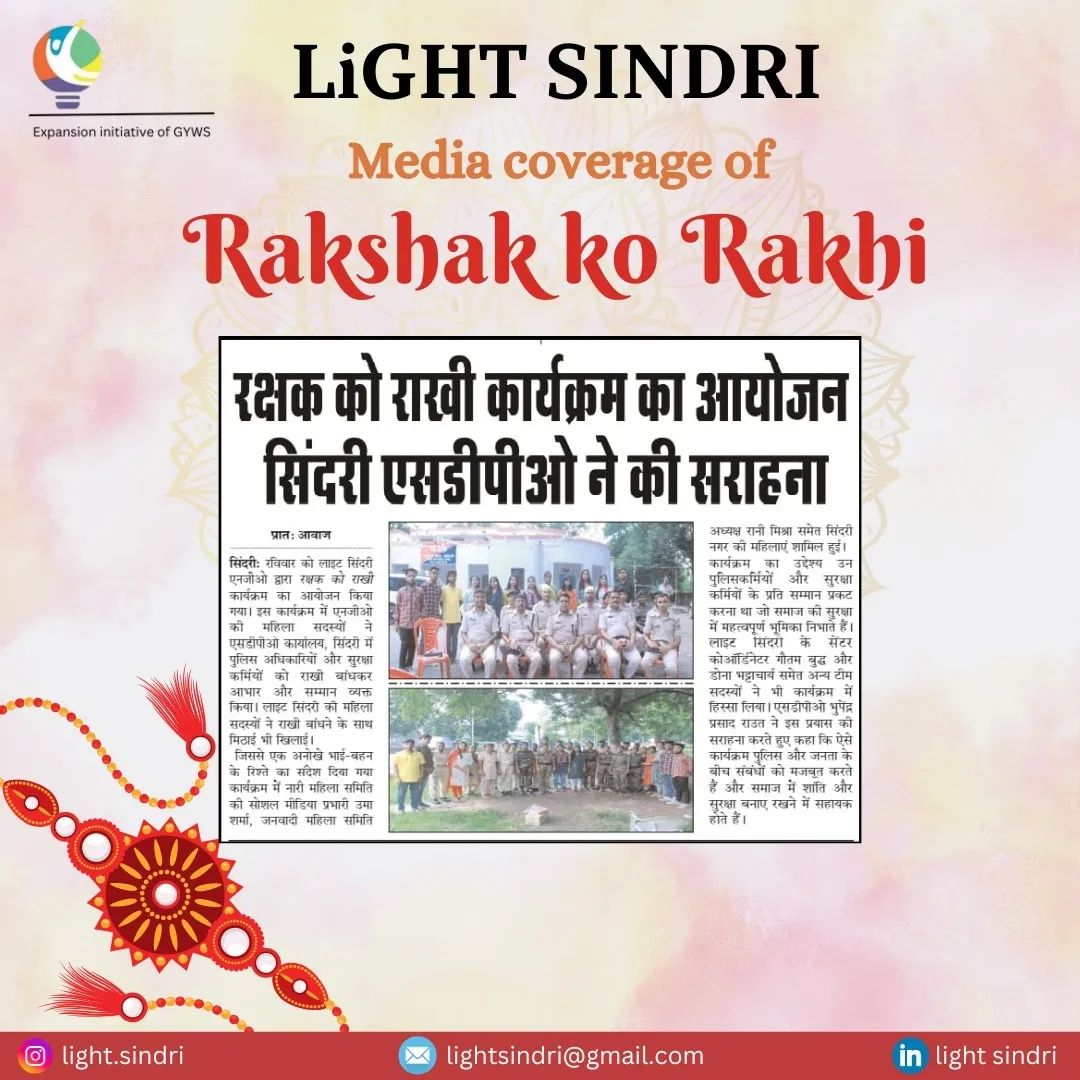 Expansion initiative of GYWS
LiGHT SINDRI
Media coverage of
Rakshak ko Rakhi
रक्षक को राखी कार्यक्रम का आयोजन
सिंदरी एसडीपीओ ने की सराहना
प्रातः आवाज
सिंदरी: रविवार को लाइट सिंदरी
एनजीओ द्वारा रक्षक को राखी
कार्यक्रम का आयोजन किया
गया। इस कार्यक्रम में एनजीओ
की महिला सदस्यों ने
एसडीपीओ कार्यालय, सिंदरी में
पुलिस अधिकारियों और सुरक्षा
कर्मियों को राखी बांधकर
आभार और सम्मान व्यक्त
किया। लाइट सिंदरी की महिला
सदस्यों ने राखी बांधने के साथ
मिठाई भी खिलाई।
जिससे एक अनोखे भाई-बहन
के रिश्ते का संदेश दिया गया
कार्यक्रम में नारी महिला समिति
की सोशल मीडिया प्रभारी उमा
शर्मा, जनवादी महिला समिति
अध्यक्ष रानी मिश्रा समेत सिंदरी
नगर की महिलाएं शामिल हुई।
कार्यक्रम का उद्देश्य उन
पुलिसकर्मियों और सुरक्षा
कर्मियों के प्रति सम्मान प्रकट
करना था जो समाज की सुरक्षा
में महत्वपूर्ण भूमिका निभाते हैं।
लाइट सिंदरी के सेंटर
कोऑर्डिनेटर गौतम बुद्ध और
डोना भट्टाचार्य समेत अन्य टीम
सदस्यों ने भी कार्यक्रम में
हिस्सा लिया। एसडीपीओ भुपेंद्र
प्रसाद राउत ने इस प्रयास की
सराहना करते हुए कहा कि ऐसे
कार्यक्रम पुलिस और जनता के
बीच संबंधों को मजबूत करते
हैं और समाज में शांति और
सुरक्षा बनाए रखने में सहायक
होते हैं।
light.sindri
lightsindri@gmail.com
light sindri